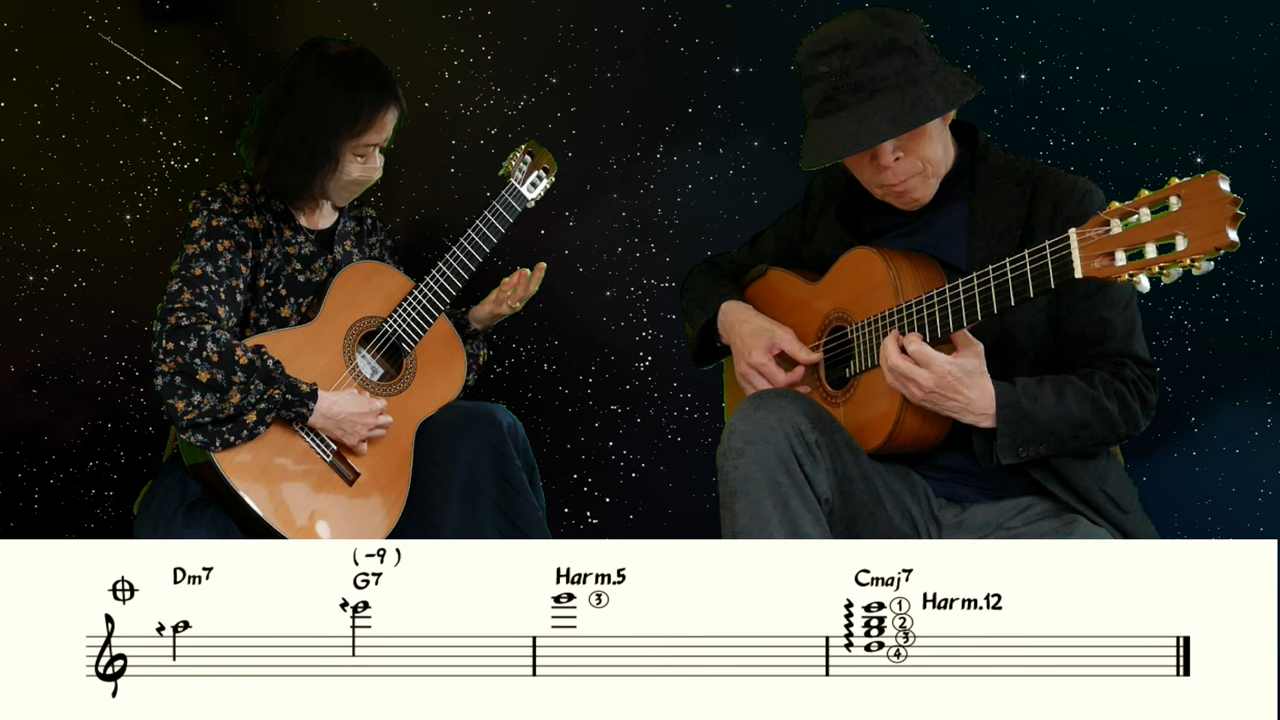 (-9)
Dm7 G7 Harm.5 Cmaj7
③ ① Harm.12
②
③
④